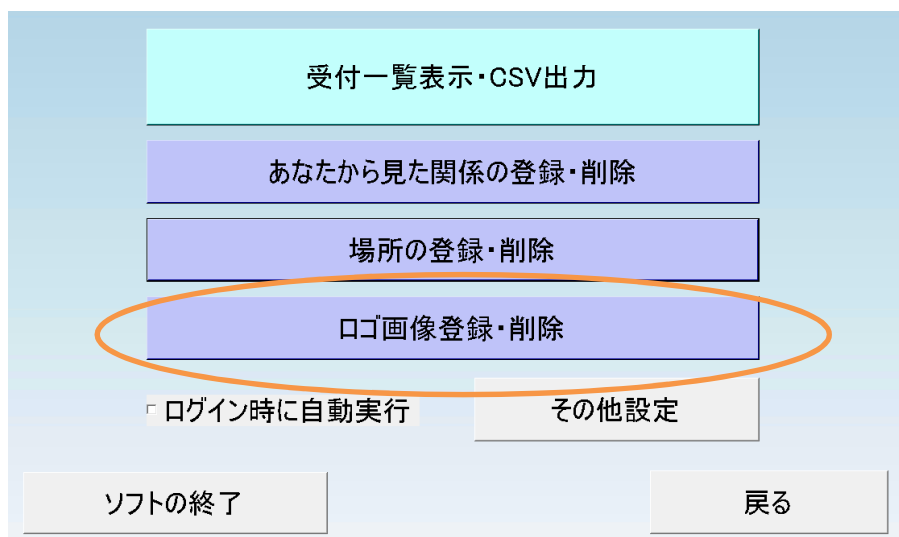 受付一覧表示・CSV出力
あなたから見た関係の登録・削除
場所の登録・削除
ロゴ画像登録・削除
ログイン時に自動実行
その他設定
ソフトの終了
戻る